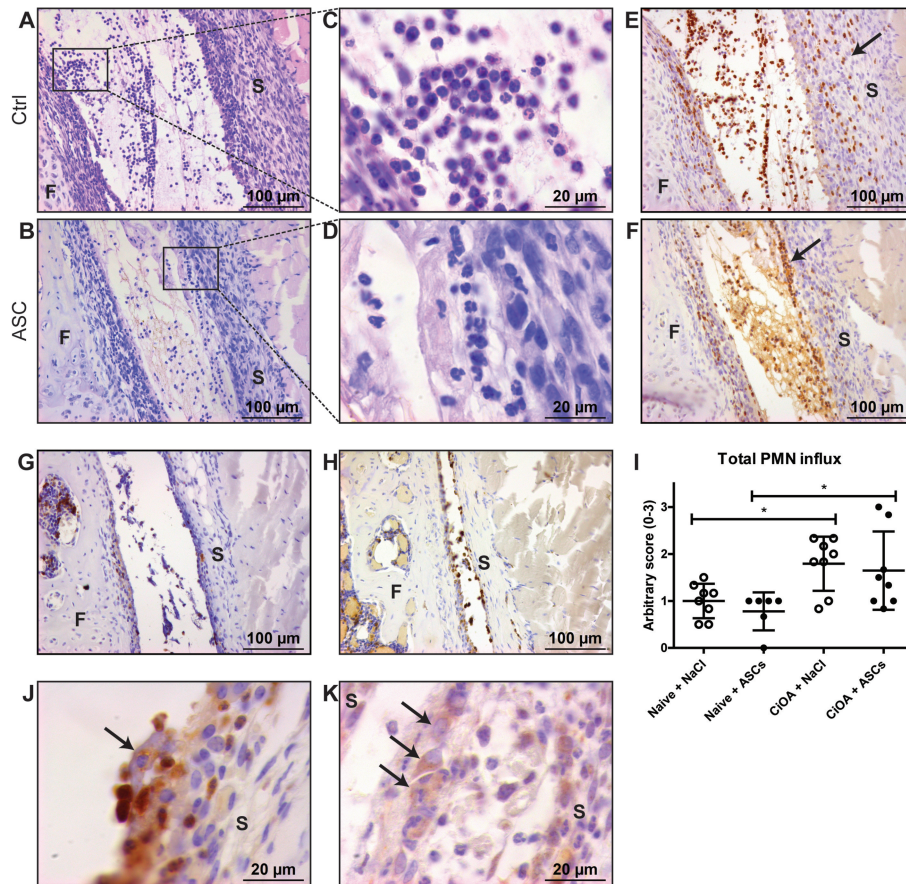 A
C
E
Ctrl
S
S
F
F
100 µm
20 µm
100 µm
B
D
F
ASC
F
F
S
S
100 µm
20 µm
100 µm
G
H
I
Total PMN influx
S
S
F
F
100 µm
100 µm
Arbitrary score (0-3)
3
2
1
0
*
*
Naive + NaCl
Naive + ASCs
CiOA + NaCl
CiOA + ASCs
J
K
S
S
S
20 µm
20 µm